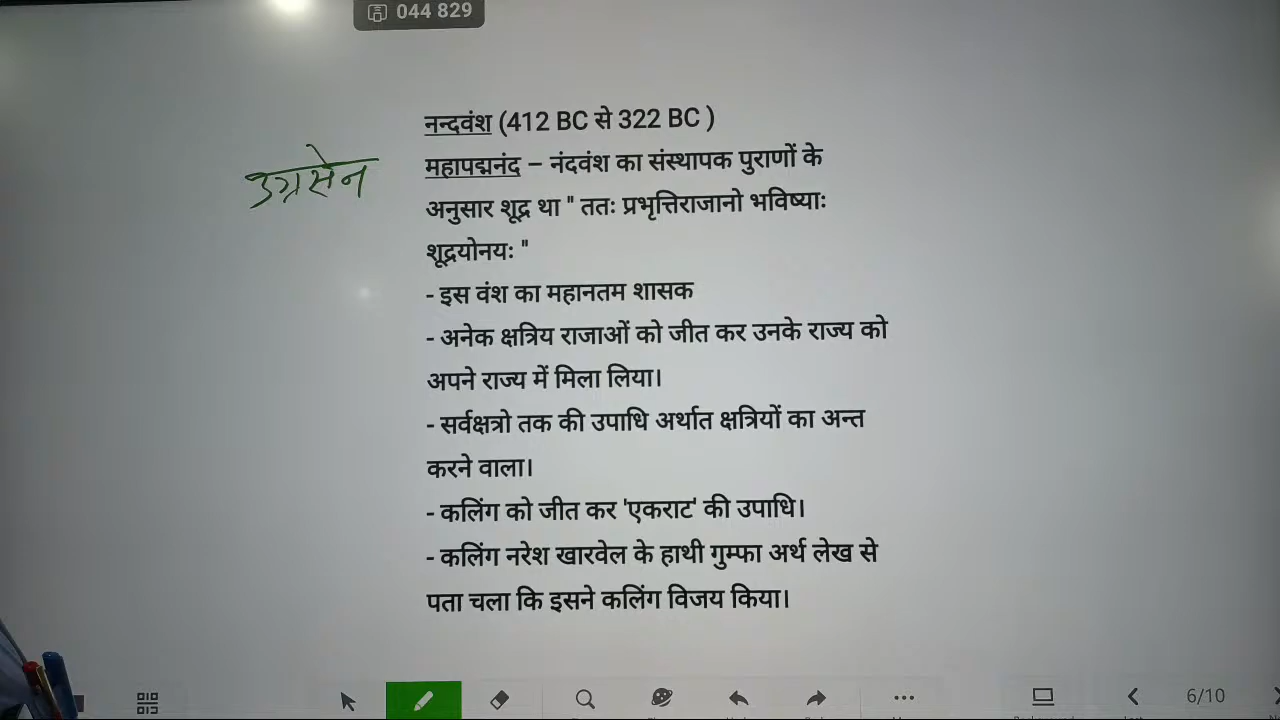 044 829
नन्दवंश (412 BC से 322 BC )
उग्रसेन
महापद्मनंद – नंदवंश का संस्थापक पुराणों के
अनुसार शूद्र था " ततः प्रभृत्तिराजानो भविष्याः
शूद्रयोनयः "
- इस वंश का महानतम शासक
- अनेक क्षत्रिय राजाओं को जीत कर उनके राज्य को
अपने राज्य में मिला लिया।
- सर्वक्षत्रो तक की उपाधि अर्थात क्षत्रियों का अन्त
करने वाला।
- कलिंग को जीत कर 'एकराट' की उपाधि।
- कलिंग नरेश खारवेल के हाथी गुम्फा अर्थ लेख से
पता चला कि इसने कलिंग विजय किया।
6/10